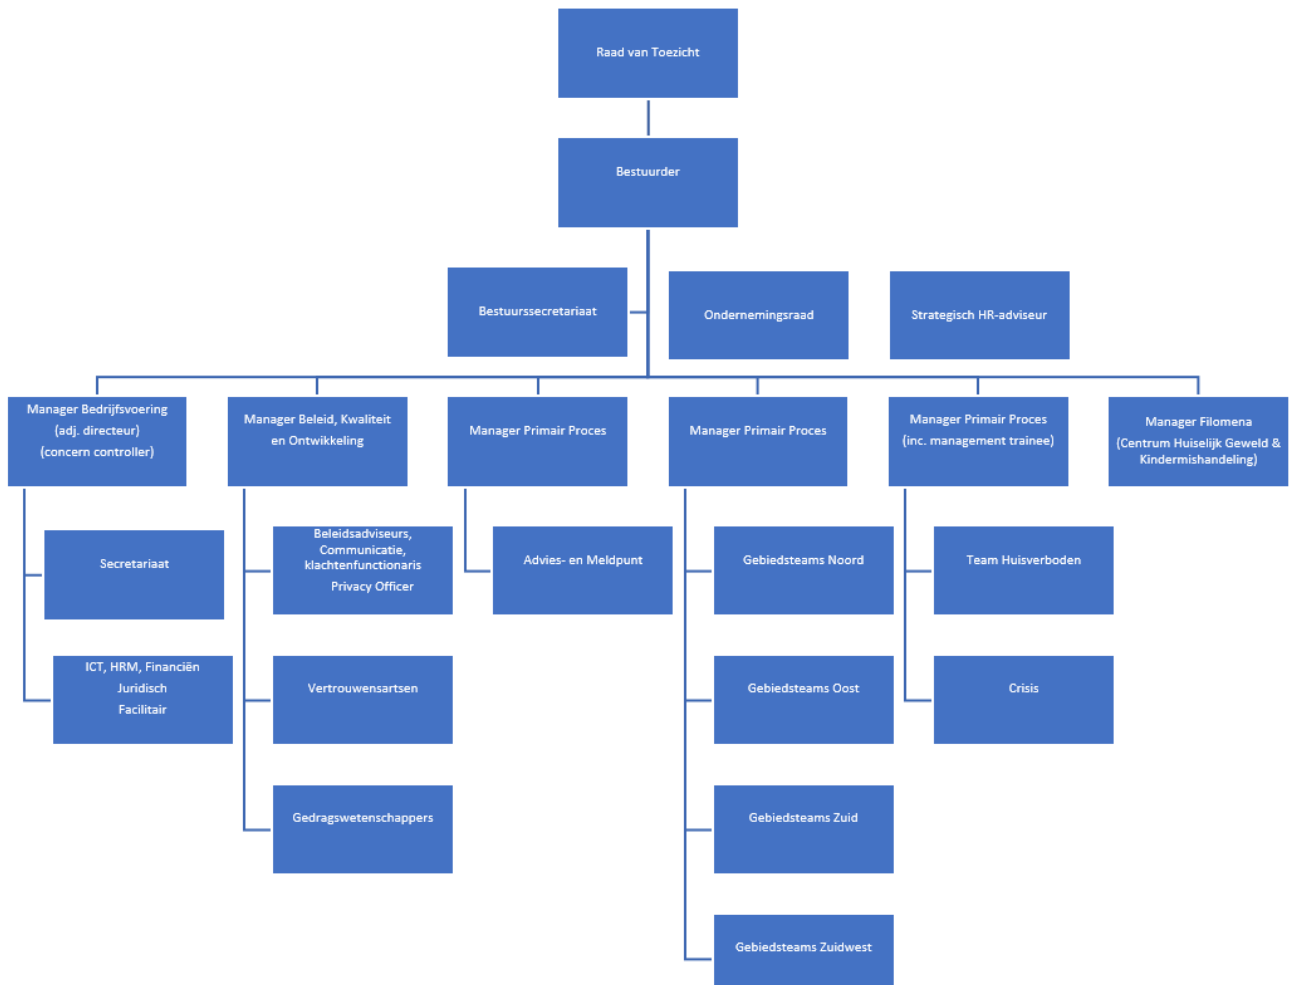 Raad van Toezicht
Bestuurder
Bestuurssecretariaat
Ondernemingsraad
Strategisch HR-adviseur
Manager Bedrijfsvoering
(adj. directeur)
(concern controller)
Manager Beleid, Kwaliteit
en Ontwikkeling
Manager Primair Proces
Manager Primair Proces
Manager Primair Proces
(inc. management trainee)
Manager Filomena
(Centrum Huiselijk Geweld &
Kindermishandeling)
Secretariaat
Beleidsadviseurs,
Communicatie,
klachtenfunctionaris
Privacy Officer
Advies- en Meldpunt
Gebiedsteams Noord
Team Huisverboden
ICT, HRM, Financiën
Juridisch
Facilitair
Vertrouwensartsen
Gebiedsteams Oost
Crisis
Gedragswetenschappers
Gebiedsteams Zuid
Gebiedsteams Zuidwest